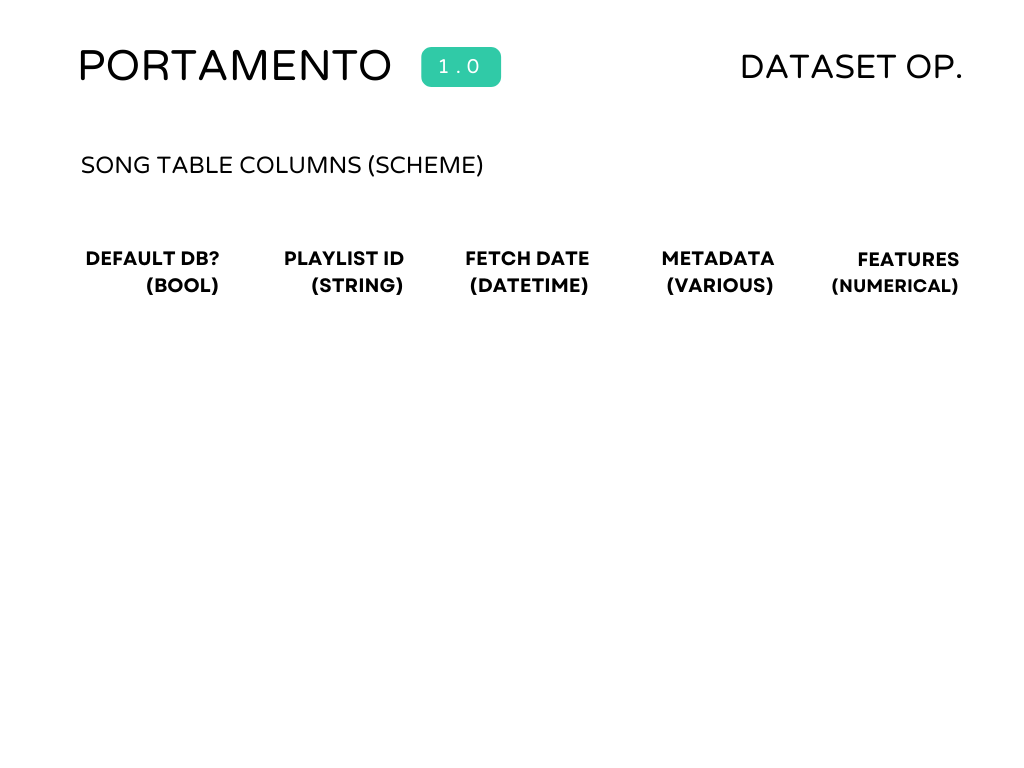 PORTAMENTO 1.0 DATASET OP.
SONG TABLE COLUMNS (SCHEME)
DEFAULT DB? PLAYLIST ID FETCH DATE METADATA FEATURES
(BOOL) (STRING) (DATETIME) (VARIOUS) (NUMERICAL)